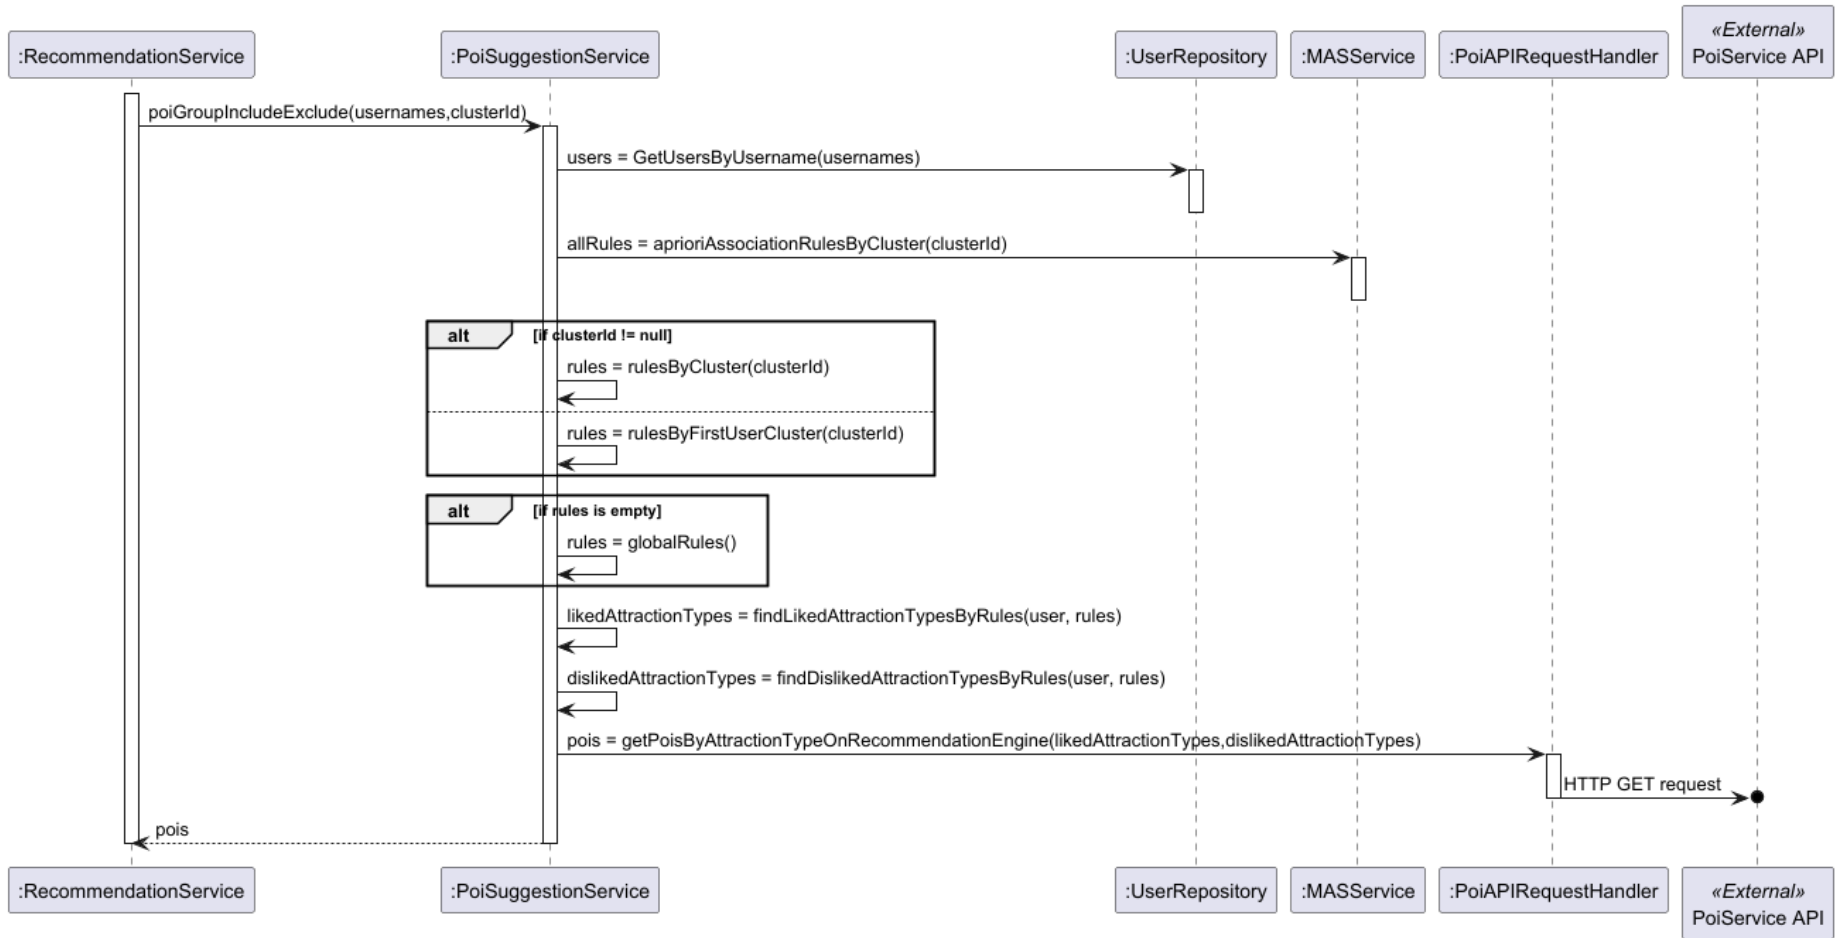 «External»
:RecommendationService :PoiSuggestionService :UserRepository :MASService :PoiAPIRequestHandler PoiService API
poiGroupIncludeExclude(usernames,clusterId)
users = GetUsersByUsername(usernames)
allRules = aprioriAssociationRulesByCluster(clusterId)
alt [if clusterId != null]
rules = rulesByCluster(clusterId)
rules = rulesByFirstUserCluster(clusterId)
alt [if rules is empty]
rules = globalRules()
likedAttractionTypes = findLikedAttractionTypesByRules(user, rules)
dislikedAttractionTypes = findDislikedAttractionTypesByRules(user, rules)
pois = getPoisByAttractionTypeOnRecommendationEngine(likedAttractionTypes,dislikedAttractionTypes)
HTTP GET request
pois
:RecommendationService :PoiSuggestionService :UserRepository :MASService :PoiAPIRequestHandler «External»
PoiService API